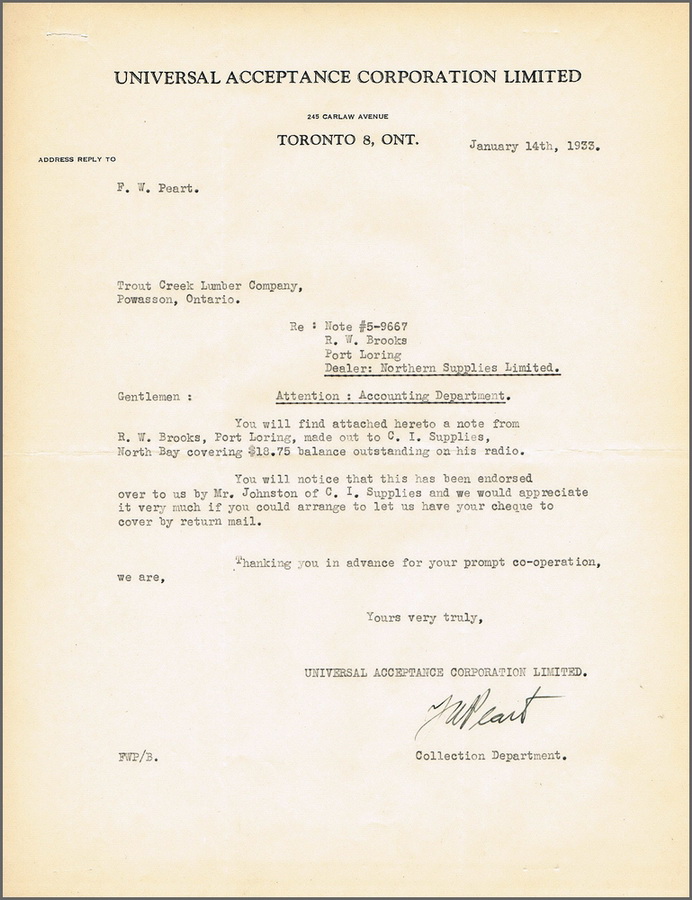 UNIVERSAL ACCEPTANCE CORPORATION LIMITED
245 CARLAW AVENUE
TORONTO 8, ONT.
January 14th, 1933.
ADDRESS REPLY TO
F. W. Peart.
Trout Creek Lumber Company,
Powasson, Ontario.
Re : Note #5-9667
R. W. Brooks
Port Loring
Dealer: Northern Supplies Limited.
Gentlemen : Attention : Accounting Department.
You will find attached hereto a note from
R. W. Brooks, Port Loring, made out to C. I. Supplies,
North Bay covering $18.75 balance outstanding on his radio.
You will notice that this has been endorsed
over to us by Mr. Johnston of C. I. Supplies and we would appreciate
it very much if you could arrange to let us have your cheque to
cover by return mail.
Thanking you in advance for your prompt co-operation,
we are,
Yours very truly,
UNIVERSAL ACCEPTANCE CORPORATION LIMITED.
FWPeart
FWP/B. Collection Department.